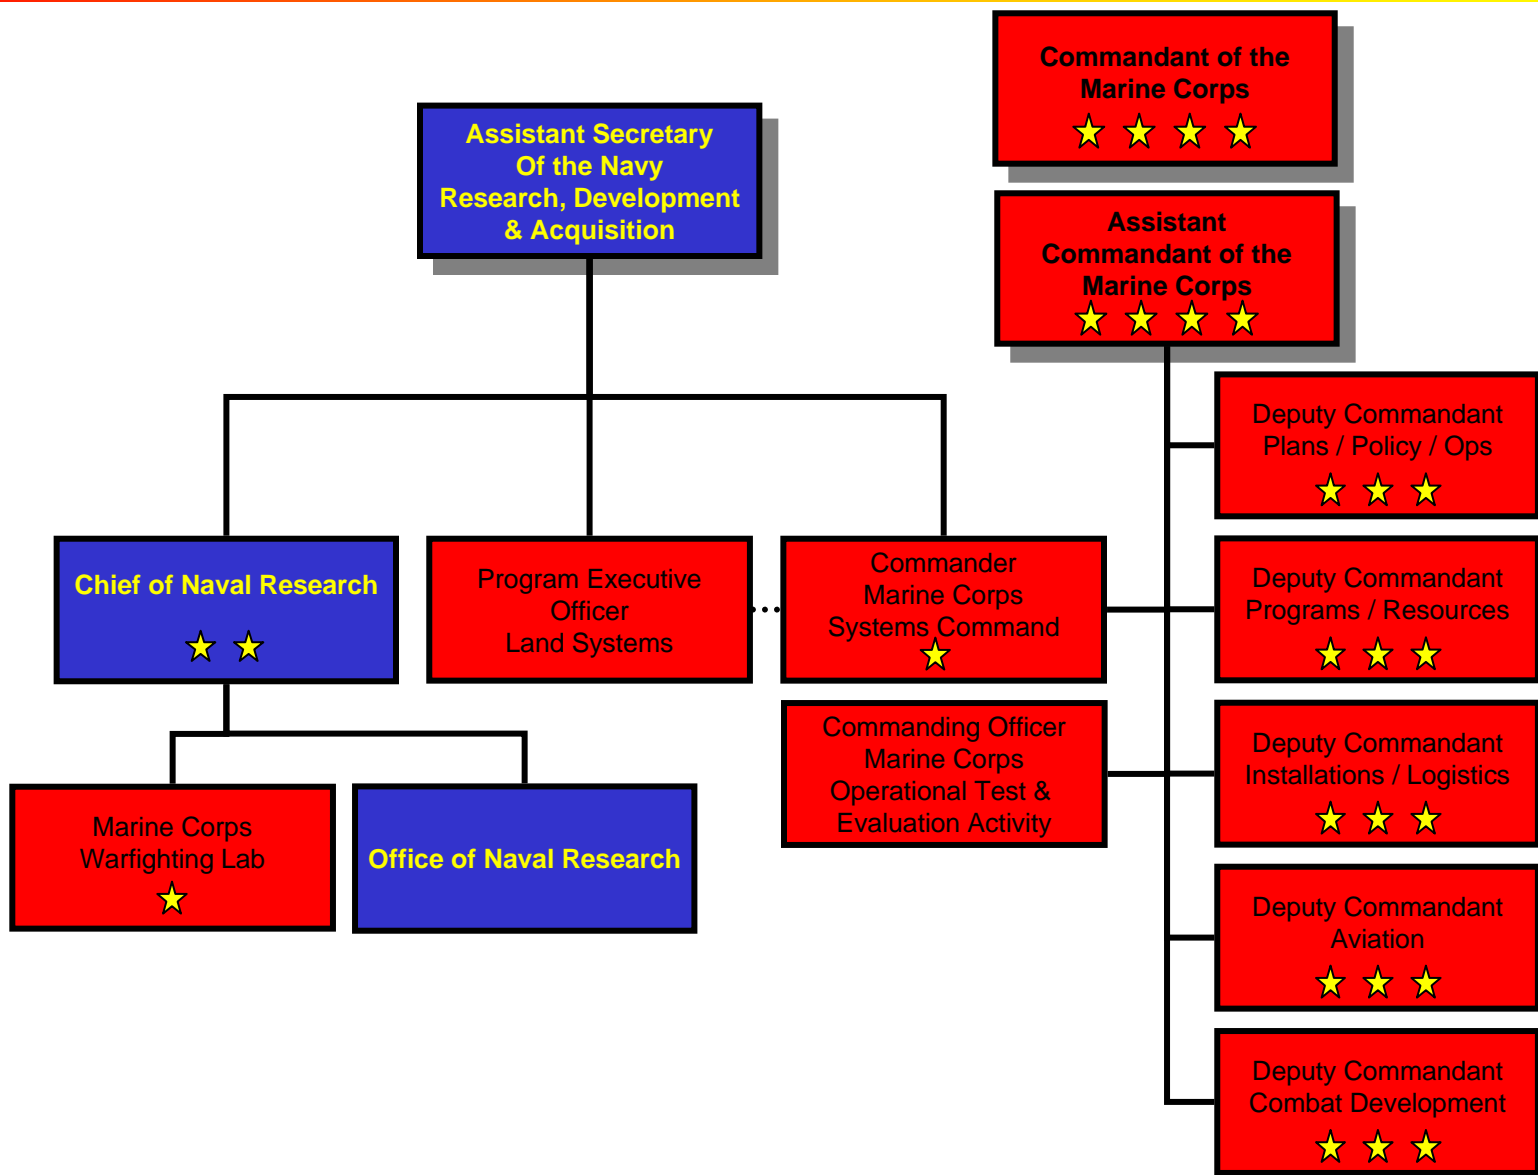 Commandant of the
Marine Corps
Assistant Secretary
Of the Navy
Research, Development
& Acquisition
Assistant
Commandant of the
Marine Corps
Deputy Commandant
Plans / Policy / Ops
Chief of Naval Research
Program Executive
Officer
Land Systems
Commander
Marine Corps
Systems Command
Deputy Commandant
Programs / Resources
Commanding Officer
Marine Corps
Operational Test &
Evaluation Activity
Deputy Commandant
Installations / Logistics
Marine Corps
Warfighting Lab
Office of Naval Research
Deputy Commandant
Aviation
Deputy Commandant
Combat Development